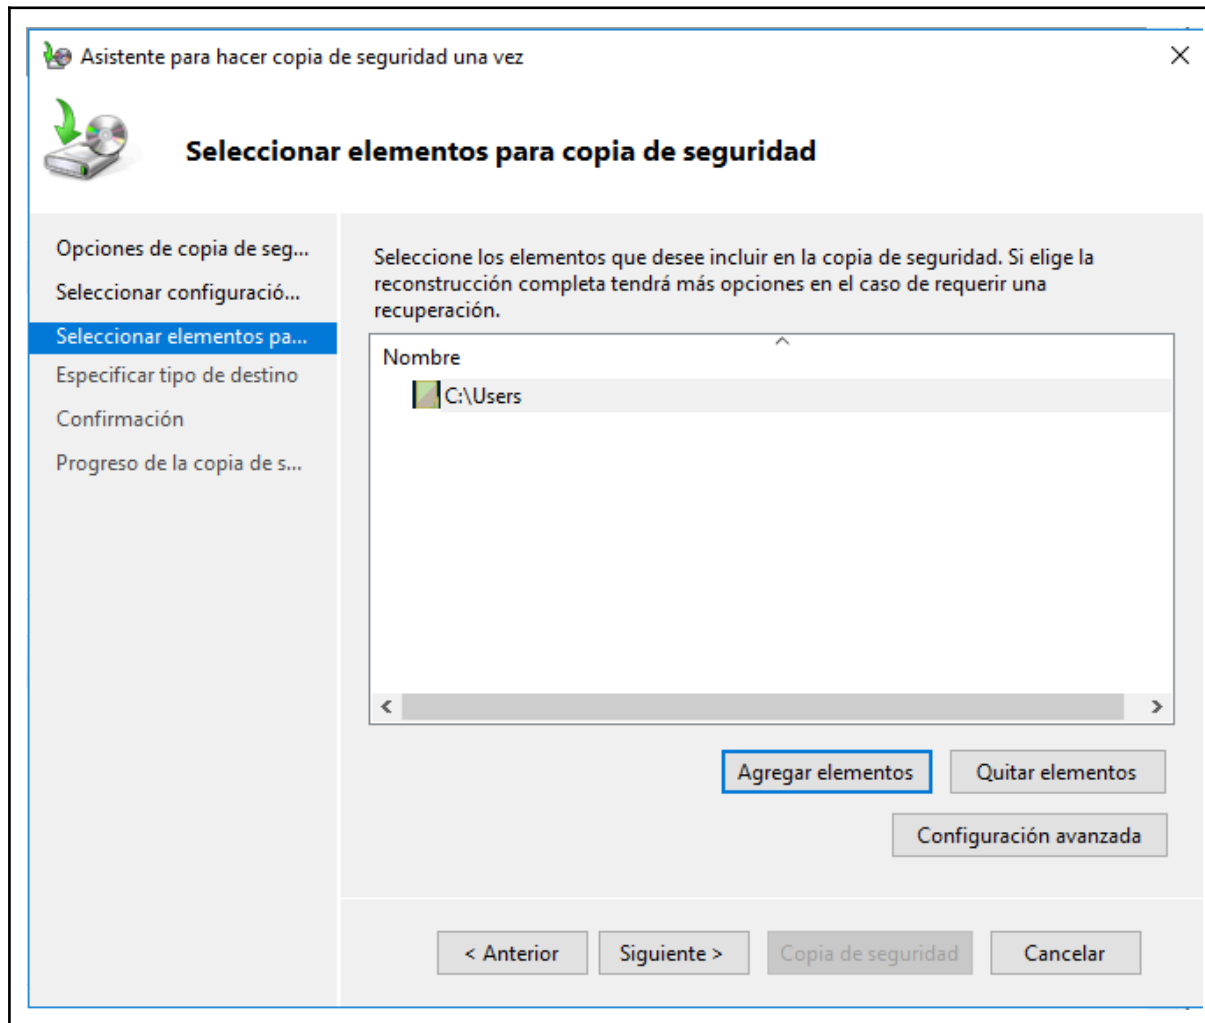 Asistente para hacer copia de seguridad una vez
Seleccionar elementos para copia de seguridad
Opciones de copia de seg...
Seleccionar configuració...
Seleccionar elementos pa...
Especificar tipo de destino
Confirmación
Progreso de la copia de s...
Seleccione los elementos que desee incluir en la copia de seguridad. Si elige la
reconstrucción completa tendrá más opciones en el caso de requerir una
recuperación.
Nombre
C:\Users
Agregar elementos
Quitar elementos
Configuración avanzada
< Anterior
Siguiente >
Copia de seguridad
Cancelar